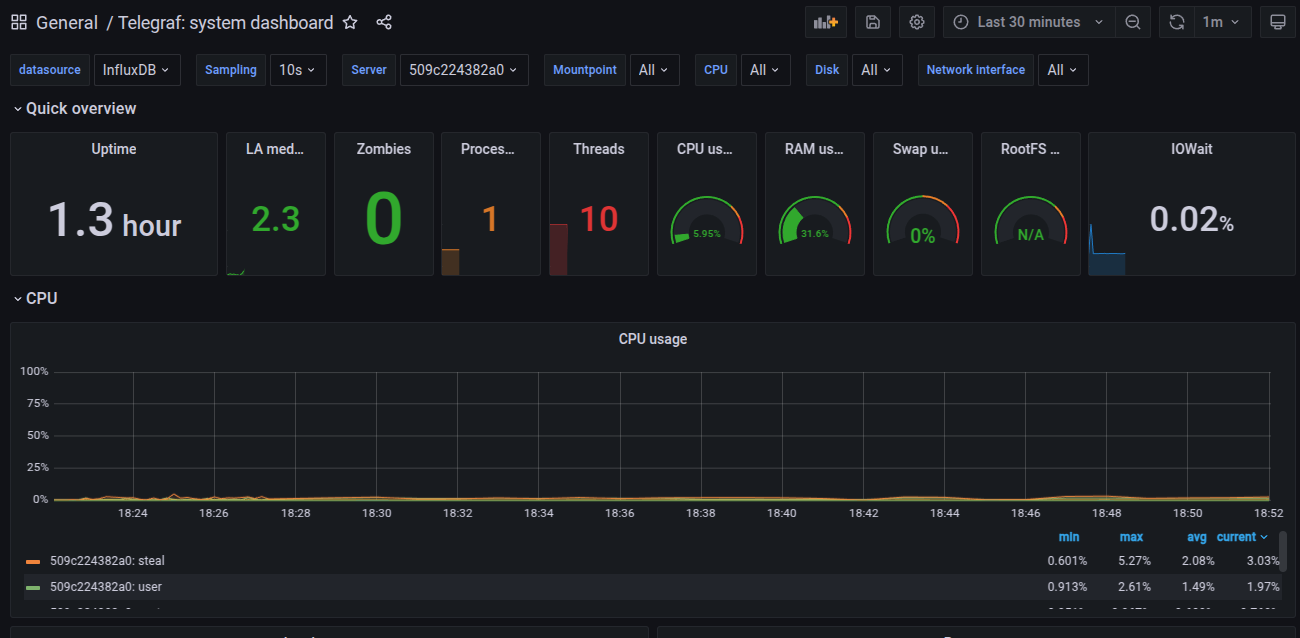 General / Telegraf: system dashboard
Last 30 minutes
1m
datasource InfluxDB Sampling 10s Server 509c224382a0 Mountpoint All CPU All Disk All Network interface All
Quick overview
Uptime
1.3 hour
LA med...
2.3
Zombies
0
Proces...
1
Threads
10
CPU us...
5.95%
RAM us...
31.6%
Swap u...
0%
RootFS ...
N/A
IOWait
0.02%
CPU
CPU usage
100%
75%
50%
25%
0%
18:24 18:26 18:28 18:30 18:32 18:34 18:36 18:38 18:40 18:42 18:44 18:46 18:48 18:50 18:52
min max avg current
509c224382a0: steal 0.601% 5.27% 2.08% 3.03%
509c224382a0: user 0.913% 2.61% 1.49% 1.97%